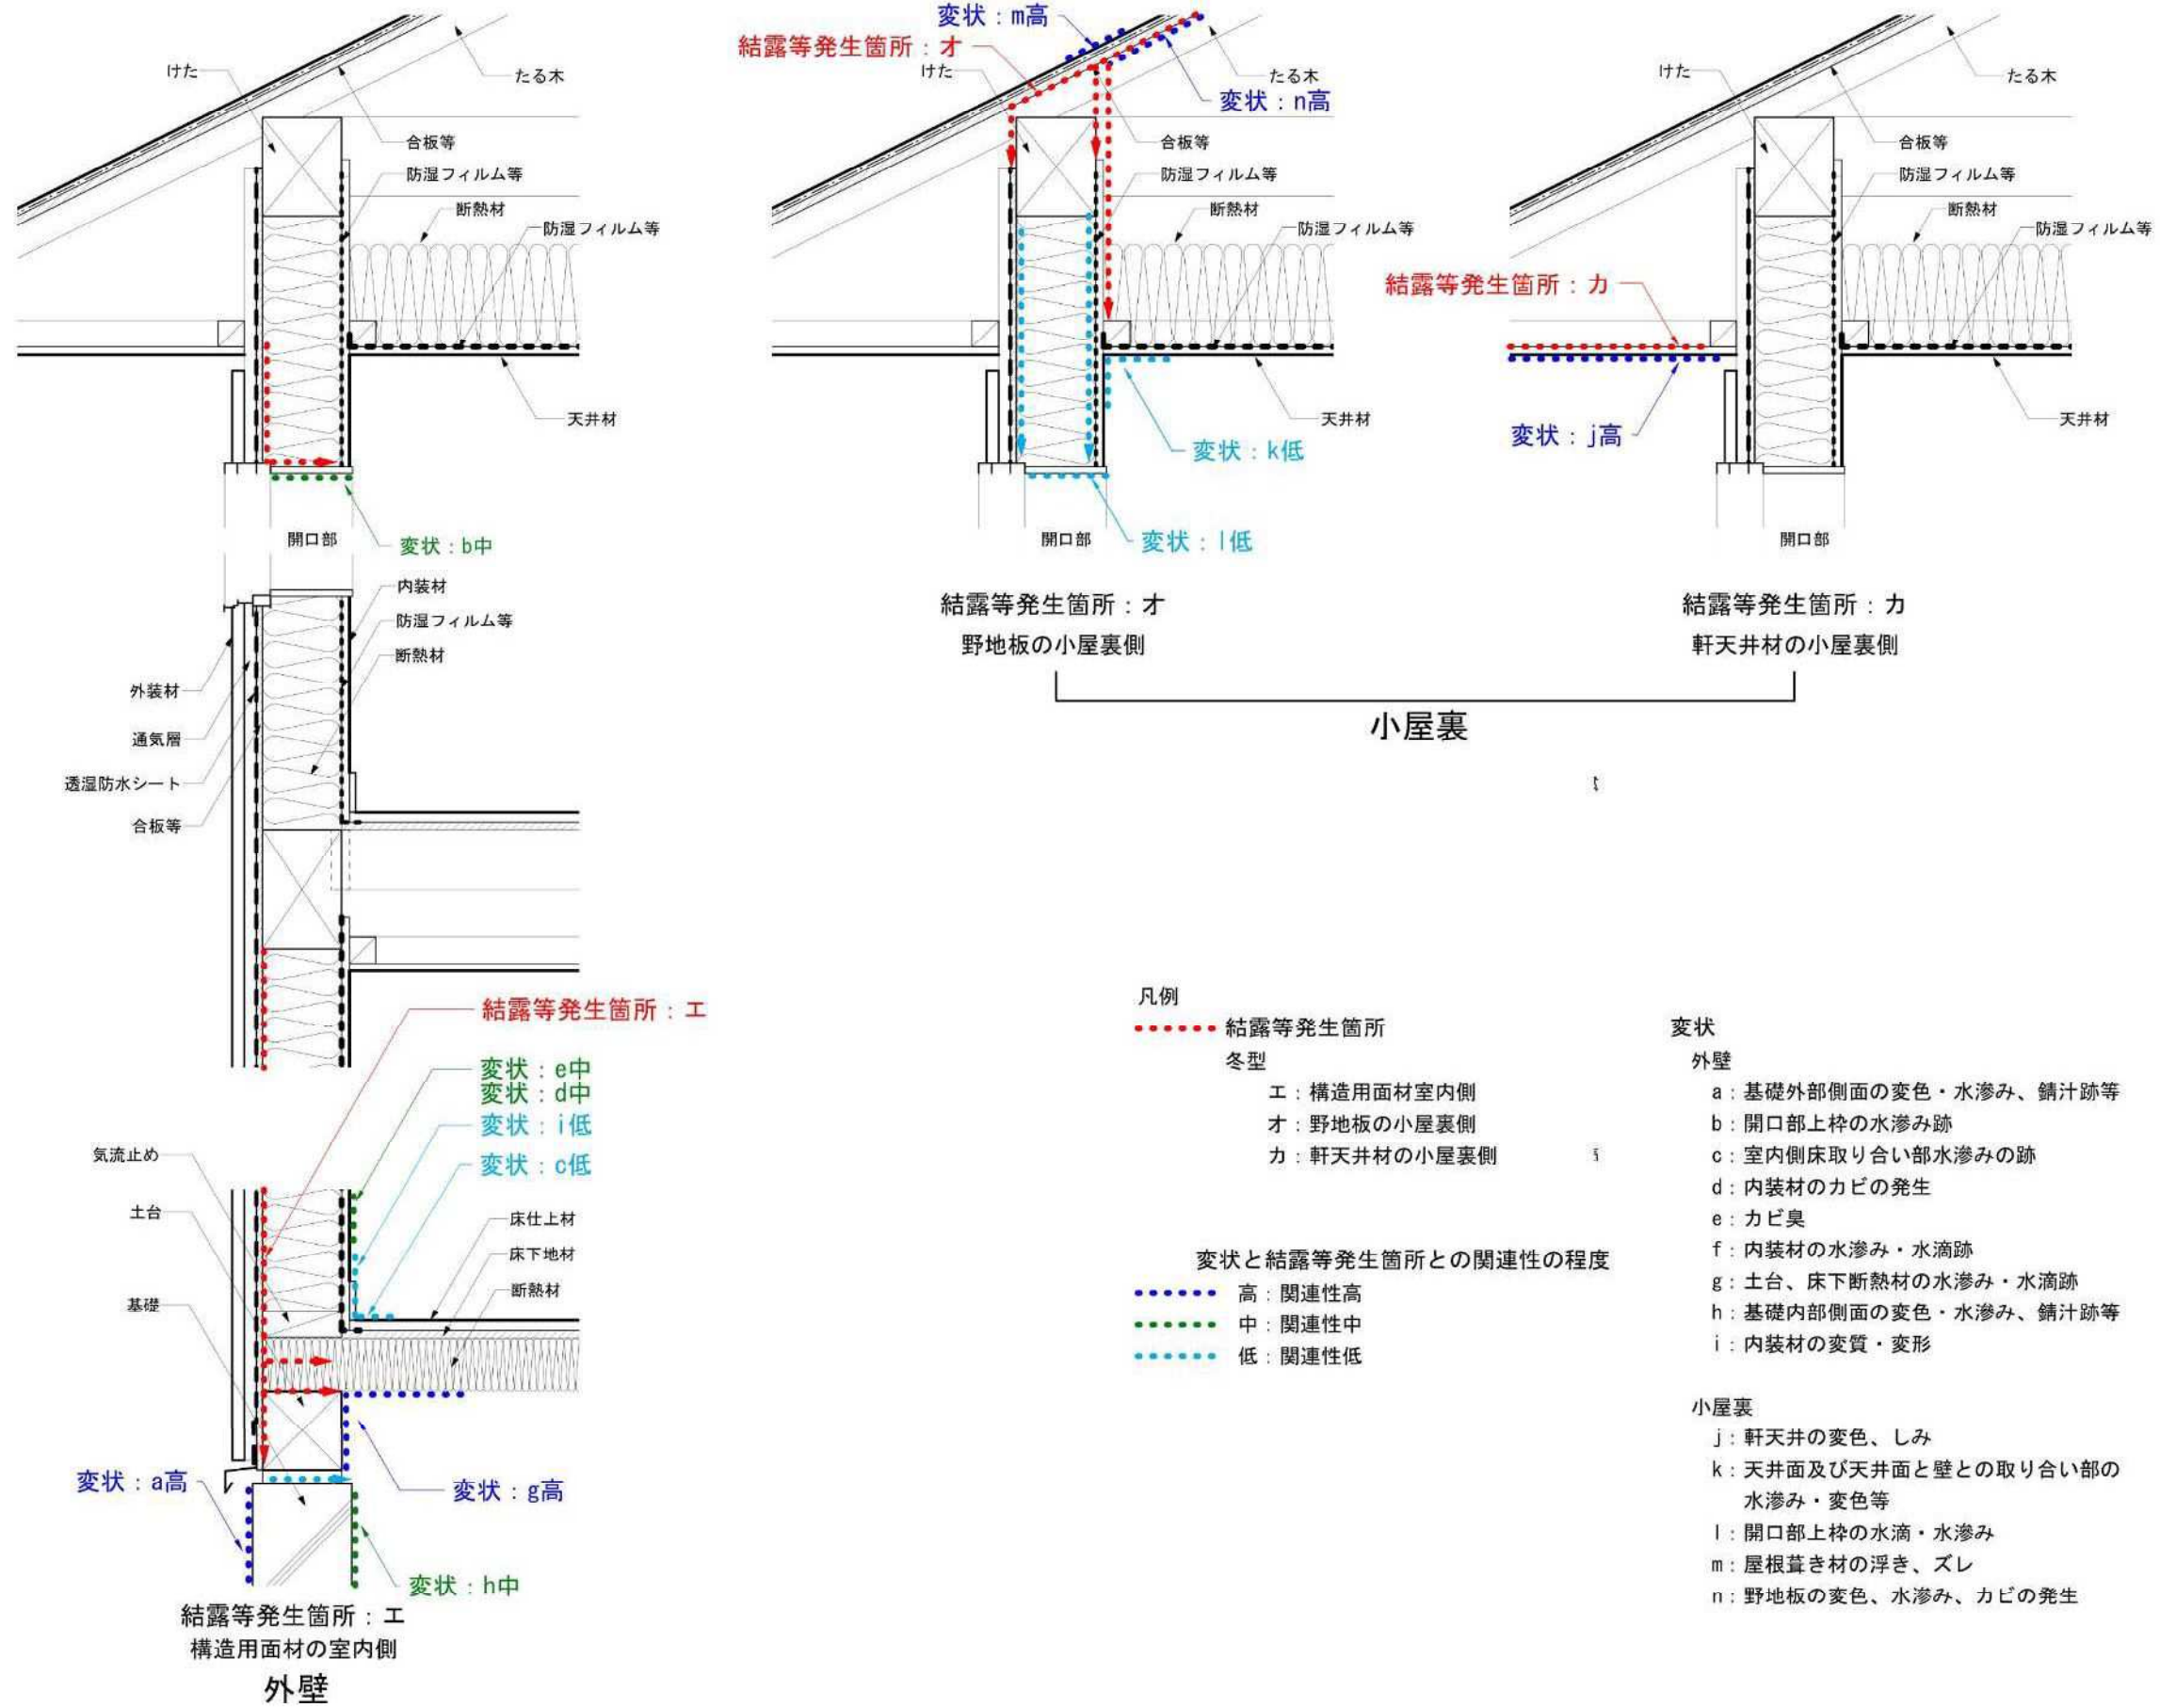 けた
たる木
合板等
防湿フィルム等
断熱材
防湿フィルム等
天井材
変状：b中
開口部
内装材
防湿フィルム等
断熱材
外装材
通気層
透湿防水シート
合板等
結露等発生箇所：エ
変状：e中
変状：d中
変状：i低
変状：c低
気流止め
土台
基礎
床仕上材
床下地材
断熱材
変状：a高
変状：g高
変状：h中
結露等発生箇所：エ
構造用面材の室内側
外壁
変状：m高
結露等発生箇所：オ
けた
たる木
変状：n高
合板等
防湿フィルム等
断熱材
防湿フィルム等
天井材
変状：k低
変状：l低
開口部
結露等発生箇所：オ
野地板の小屋裏側
けた
たる木
合板等
防湿フィルム等
断熱材
防湿フィルム等
結露等発生箇所：カ
変状：j高
天井材
開口部
結露等発生箇所：カ
軒天井材の小屋裏側
小屋裏
凡例
結露等発生箇所
冬型
エ：構造用面材室内側
オ：野地板の小屋裏側
カ：軒天井材の小屋裏側
変状と結露等発生箇所との関連性の程度
高：関連性高
中：関連性中
低：関連性低
変状
外壁
a：基礎外部側面の変色・水滲み、錆汁跡等
b：開口部上枠の水滲み跡
c：室内側床取り合い部水滲みの跡
d：内装材のカビの発生
e：カビ臭
f：内装材の水滲み・水滴跡
g：土台、床下断熱材の水滲み・水滴跡
h：基礎内部側面の変色・水滲み、錆汁跡等
i：内装材の変質・変形
小屋裏
j：軒天井の変色、しみ
k：天井面及び天井面と壁との取り合い部の
水滲み・変色等
l：開口部上枠の水滴・水滲み
m：屋根葺き材の浮き、ズレ
n：野地板の変色、水滲み、カビの発生